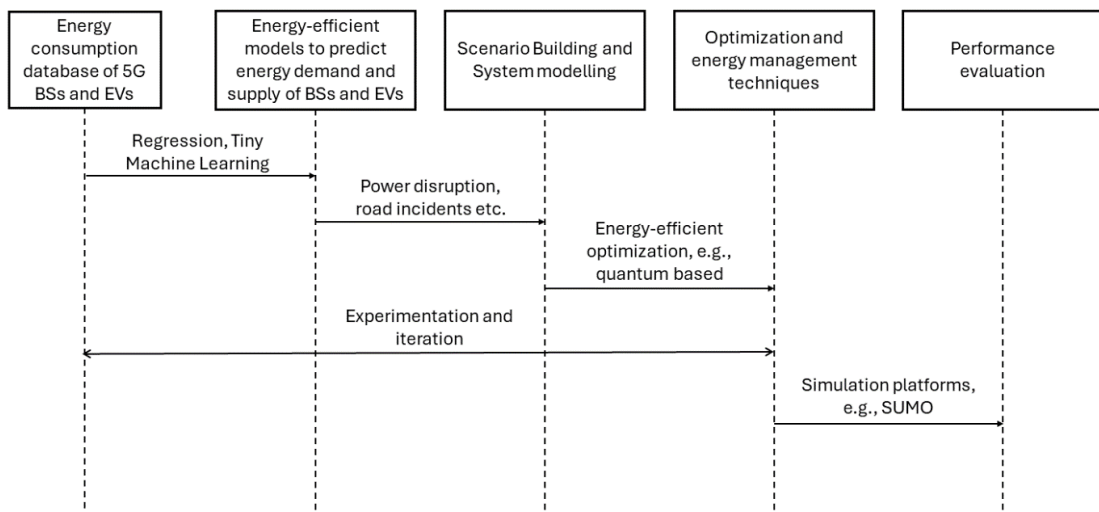 Energy
consumption
database of 5G
BSs and EVs
Energy-efficient
models to predict
energy demand and
supply of BSs and EVs
Scenario Building and
System modelling
Optimization and
energy management
techniques
Performance
evaluation
Regression, Tiny
Machine Learning
Power disruption,
road incidents etc.
Energy-efficient
optimization, e.g.,
quantum based
Experimentation and
iteration
Simulation platforms,
e.g., SUMO